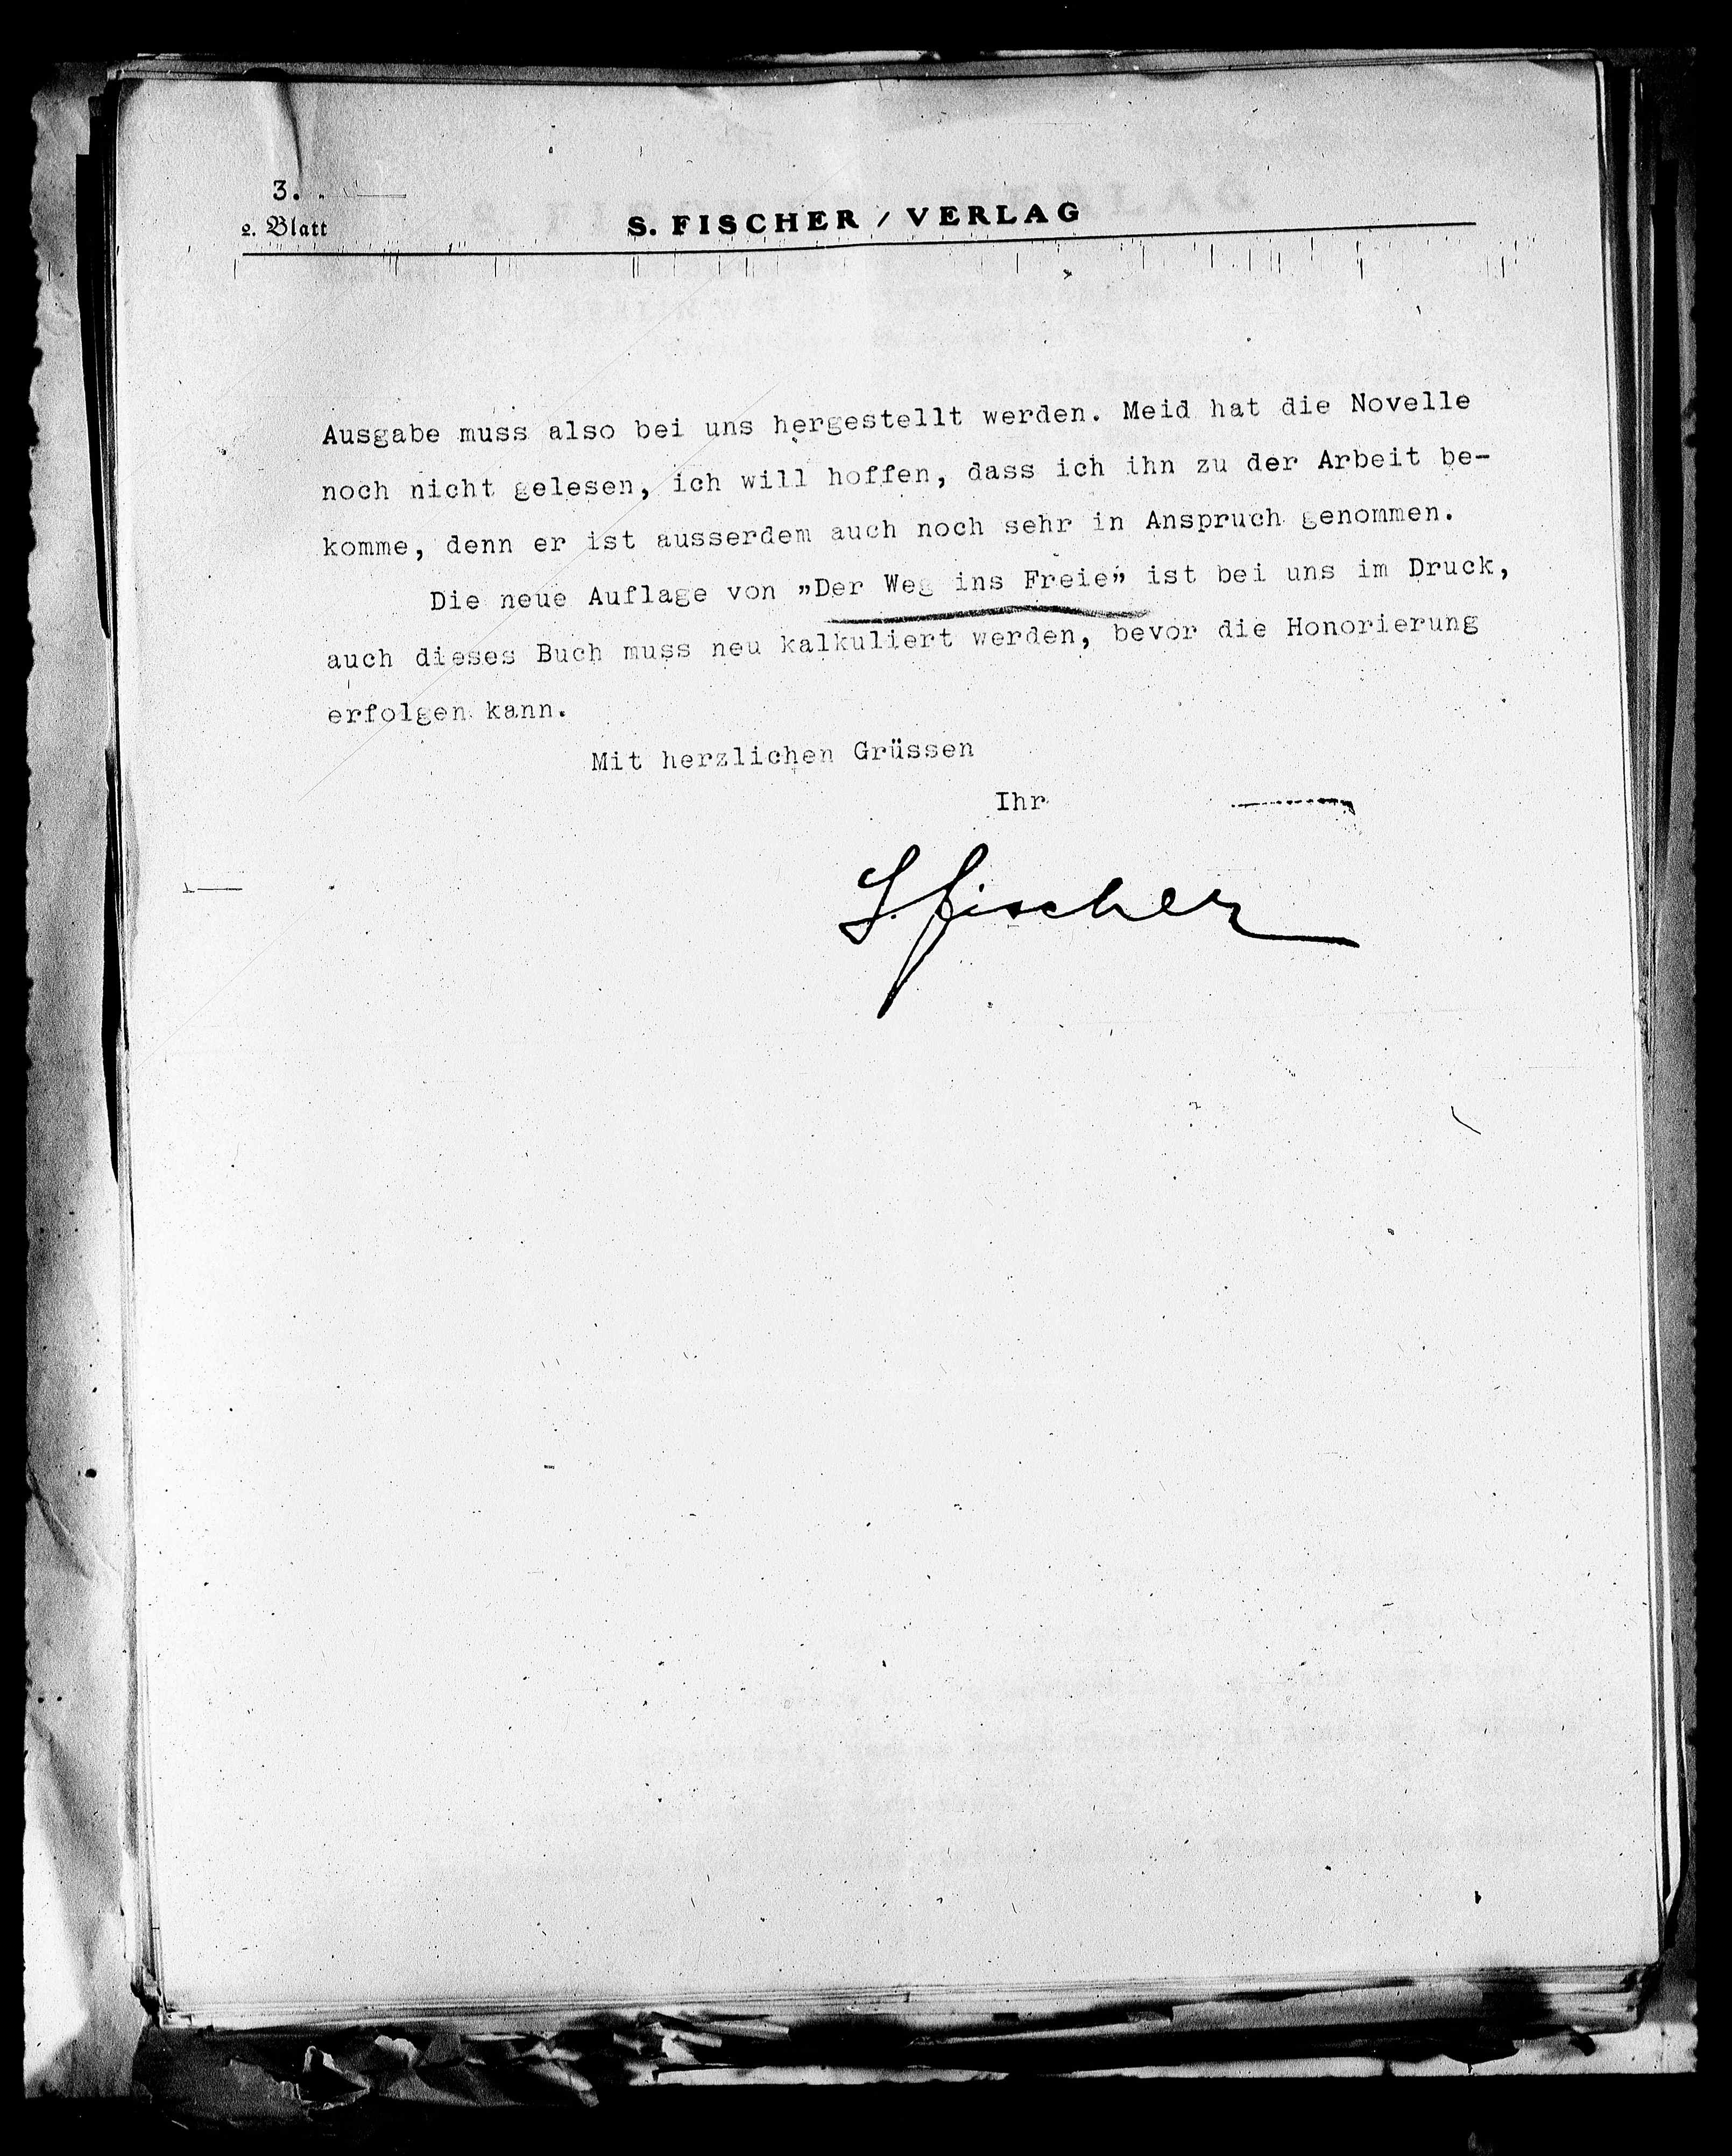 3.
2. Blatt
S. FISCHER / VERLAG
Ausgabe muss also bei uns hergestellt werden. Meid hat die Novelle
noch nicht gelesen, ich will hoffen, dass ich ihn zu der Arbeit be-
komme, denn er ist ausserdem auch noch sehr in Anspruch genommen.
Die neue Auflage von „Der Weg ins Freie” ist bei uns im Druck,
auch dieses Buch muss neu kalkuliert werden, bevor die Honorierung
erfolgen kann.
Mit herzlichen Grüssen
Ihr
S. Fischer